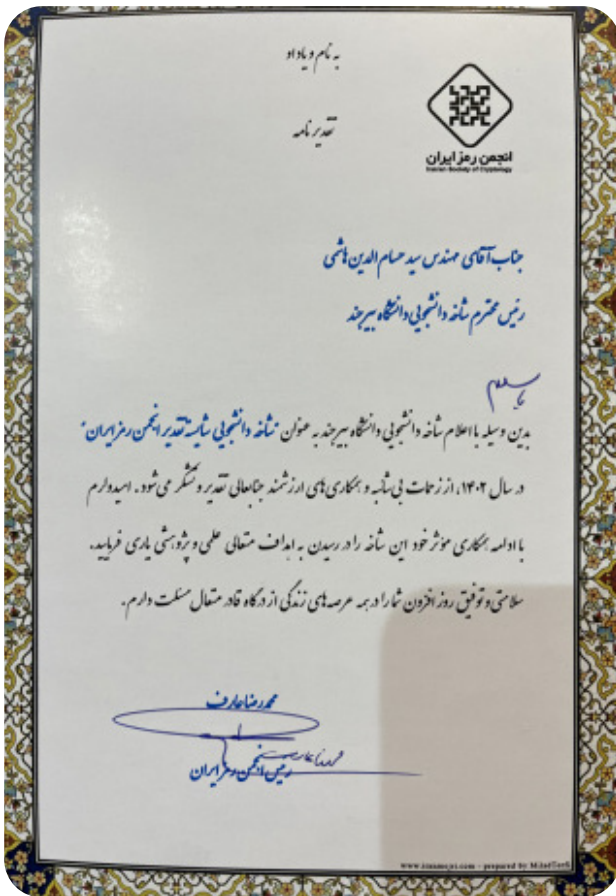 به نام و یاد او
تقدیر نامه
انجمن رمز ایران
Iranian Society of Cryptology
جناب آقای مهندس سید حسام الدین هاشمی
رئیس محترم شاخه دانشجویی دانشگاه بیرجند
با سلام
بدین وسیله با اعلام شاخه دانشجویی دانشگاه بیرجند به عنوان "شاخه دانشجویی شایسته تقدیر انجمن رمز ایران"
در سال ۱۴۰۲، از زحمات بی شائبه و همکاری های ارزشمند جنابعالی تقدیر و تشکر می شود. امیدوارم
با ادامه همکاری مؤثر خود این شاخه را در رسیدن به اهداف متعالی علمی و پژوهشی یاری فرمایید.
سلامتی و توفیق روز افزون شما را در همه عرصه های زندگی از درگاه قادر متعال مسئلت دارم.
محمدرضا عارف
رئیس انجمن رمز ایران